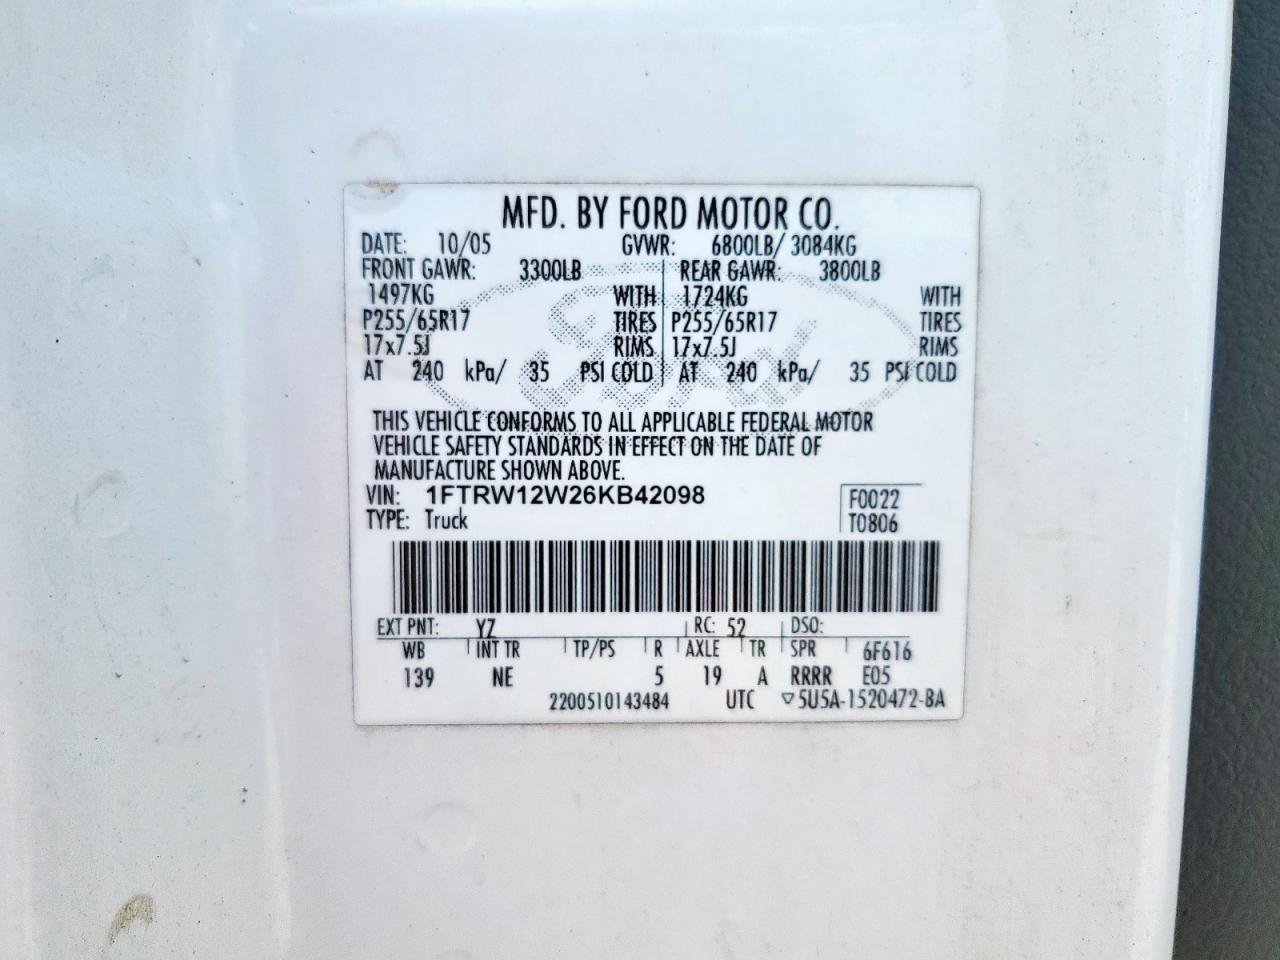 MFD. BY FORD MOTOR CO.
DATE: 10/05 GVWR: 6800LB/ 3084KG
FRONT GAWR: 3300LB REAR GAWR: 3800LB
1497KG WITH 1724KG WITH
P255/65R17 TIRES P255/65R17 TIRES
17x7.5J RIMS 17x7.5J RIMS
AT 240 kPa/ 35 PSI COLD AT 240 kPa/ 35 PSI COLD
Ford
THIS VEHICLE CONFORMS TO ALL APPLICABLE FEDERAL MOTOR
VEHICLE SAFETY STANDARDS IN EFFECT ON THE DATE OF
MANUFACTURE SHOWN ABOVE.
VIN: 1FTRW12W26KB42098 F0022
TYPE: Truck T0806
EXT PNT: YZ RC: 52 DSO:
WB INT TR TP/PS R AXLE TR SPR 6F616
139 NE 5 19 A RRRR E05
2200510143484 UTC ▽5U5A-1520472-BA